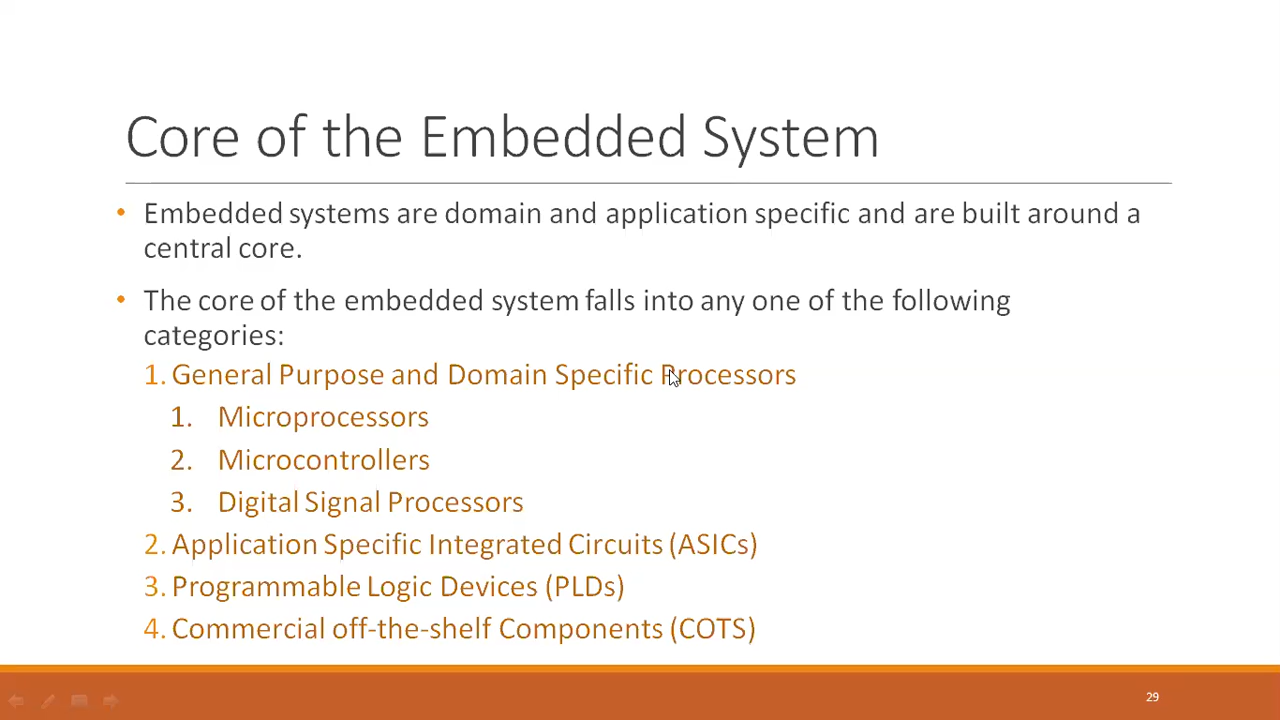 Core of the Embedded System
• Embedded systems are domain and application specific and are built around a
central core.
• The core of the embedded system falls into any one of the following
categories:
1. General Purpose and Domain Specific Processors
1. Microprocessors
2. Microcontrollers
3. Digital Signal Processors
2. Application Specific Integrated Circuits (ASICs)
3. Programmable Logic Devices (PLDs)
4. Commercial off-the-shelf Components (COTS)
29